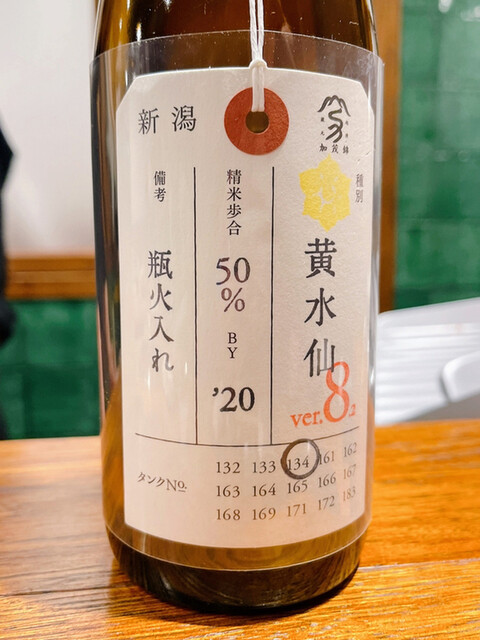 加茂錦
種別
黄水仙
ver.8.2
精米歩合
50%
BY
'20
新潟
備考
瓶火入れ
タンクNo.
132 133 134 161 162
163 164 165 166 167
168 169 171 172 183